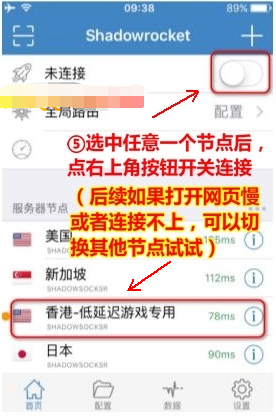 09:38
89%
Shadowrocket
未连接
全局路由
配置
⑤选中任意一个节点后，
点右上角按钮开关连接
（后续如果打开网页慢
或者连接不上，可以切
换其他节点试试）
服务器节点
美国
SHADOWSOCKSR
新加坡
112ms
SHADOWSOCKSR
香港-低延迟游戏专用
78ms
SHADOWSOCKSR
日本
90ms
SHADOWSOCKSR
首页
配置
数据
设置